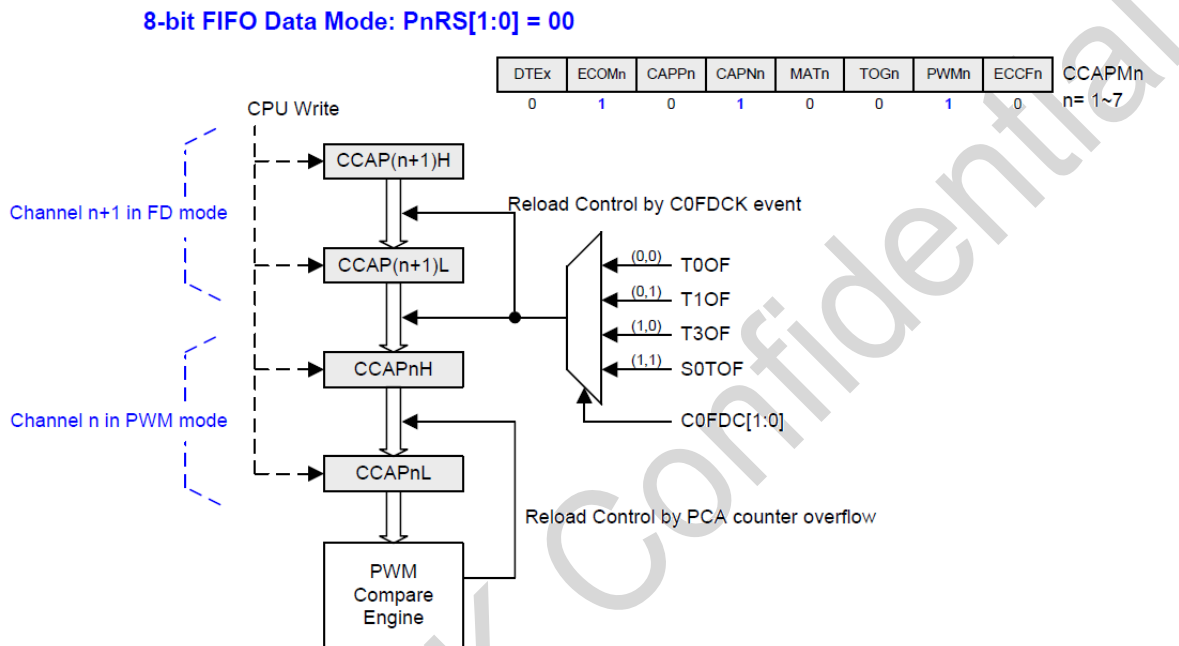 8-bit FIFO Data Mode: PnRS[1:0] = 00
DTEx ECOMn CAPPn CAPNn MATn TOGn PWMn ECCFn CCAPMn
0 1 0 1 0 0 1 0 n= 1~7
CPU Write
CCAP(n+1)H
Channel n+1 in FD mode
Reload Control by C0FDCK event
CCAP(n+1)L
(0,0) T0OF
(0,1) T1OF
(1,0) T3OF
(1,1) S0TOF
CCAPnH
Channel n in PWM mode
C0FDC[1:0]
CCAPnL
Reload Control by PCA counter overflow
PWM
Compare
Engine
K Confidential